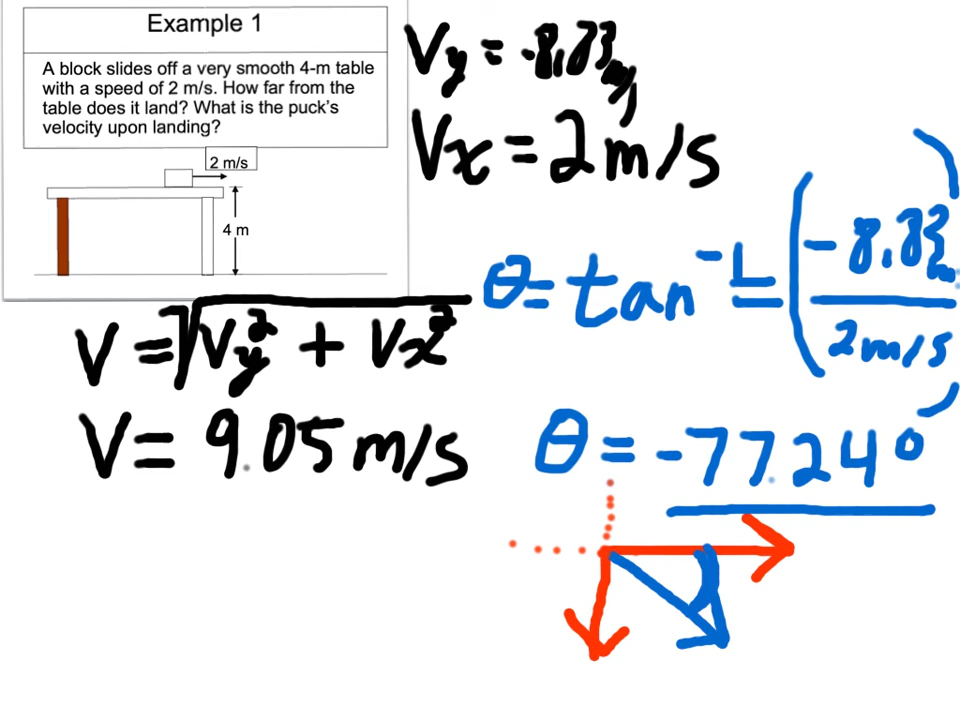 Example 1
A block slides off a very smooth 4-m table
with a speed of 2 m/s. How far from the
table does it land? What is the puck's
velocity upon landing?
2 m/s
4 m
Vy = -8.83 m/s
Vx = 2m/s
V = √Vy² + Vx²
V = 9.05 m/s
θ = tan⁻¹ = (-8.83 m / 2m/s)
θ = -77.24°